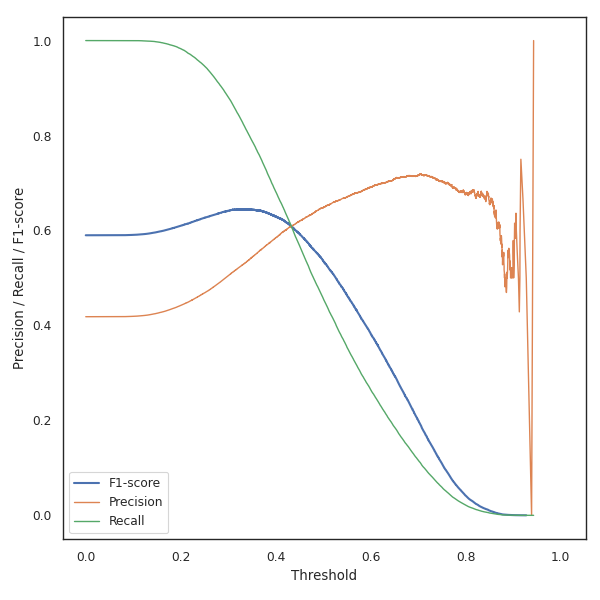 1.0
0.8
0.6
0.4
0.2
0.0
Precision / Recall / F1-score
F1-score
Precision
Recall
0.0 0.2 0.4 0.6 0.8 1.0
Threshold